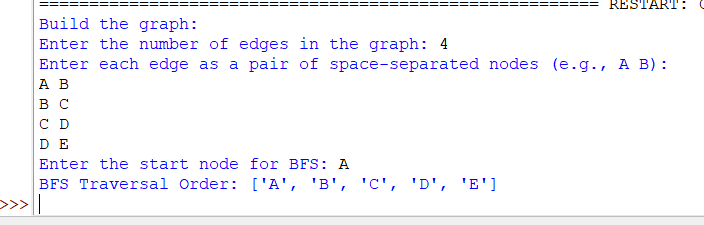 ============================================================ RESTART:
Build the graph:
Enter the number of edges in the graph: 4
Enter each edge as a pair of space-separated nodes (e.g., A B):
A B
B C
C D
D E
Enter the start node for BFS: A
BFS Traversal Order: ['A', 'B', 'C', 'D', 'E']
>>>